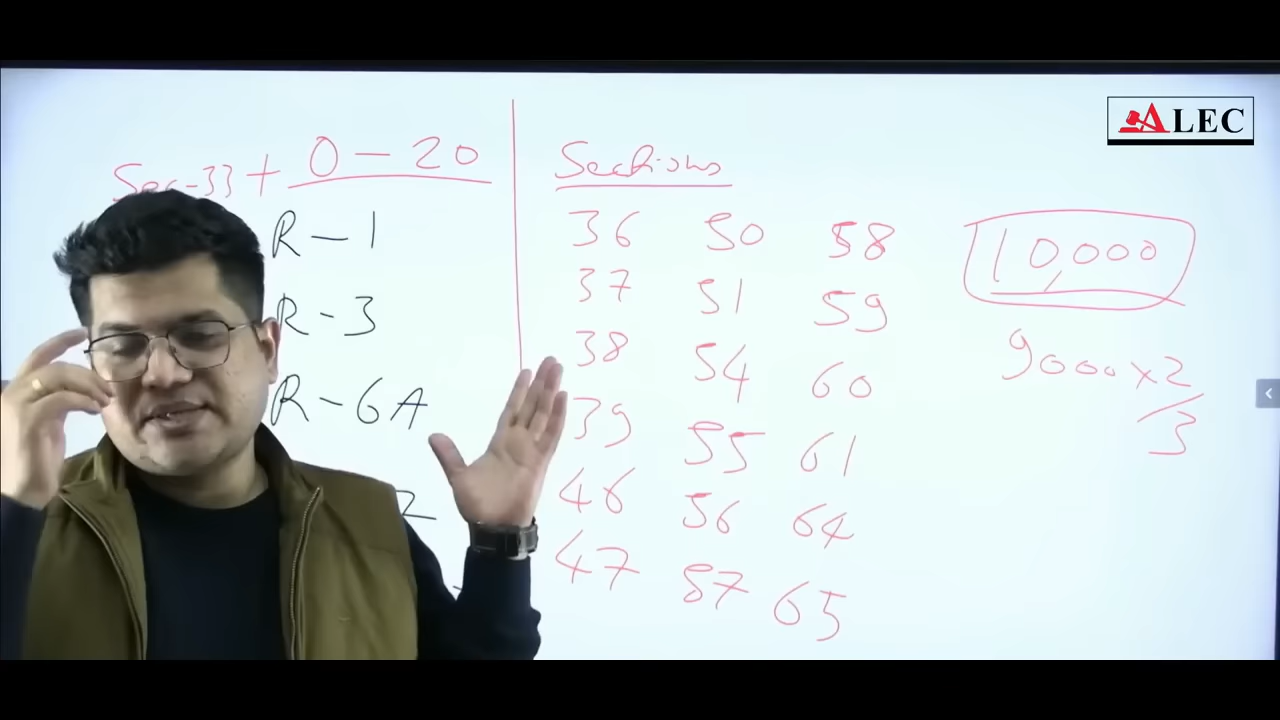 ALEC
Sec-33 + O - 20
R - 1
R - 3
R - 6A
2
Sections
36 50 58
37 51 59
38 54 60
39 55 61
46 56 64
47 57 65
10,000
9000 x 2
/ 3